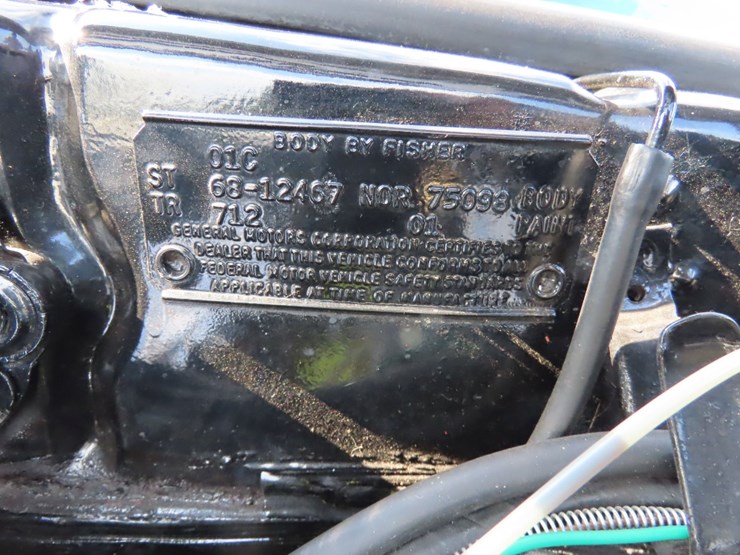 BODY BY FISHER
01C
ST 68-12467 NOR 75093 BODY
TR 712 01 PAINT
GENERAL MOTORS CORPORATION CERTIFIES TO THE
DEALER THAT THIS VEHICLE CONFORMS TO ALL
FEDERAL MOTOR VEHICLE SAFETY STANDARDS
APPLICABLE AT TIME OF MANUFACTURE